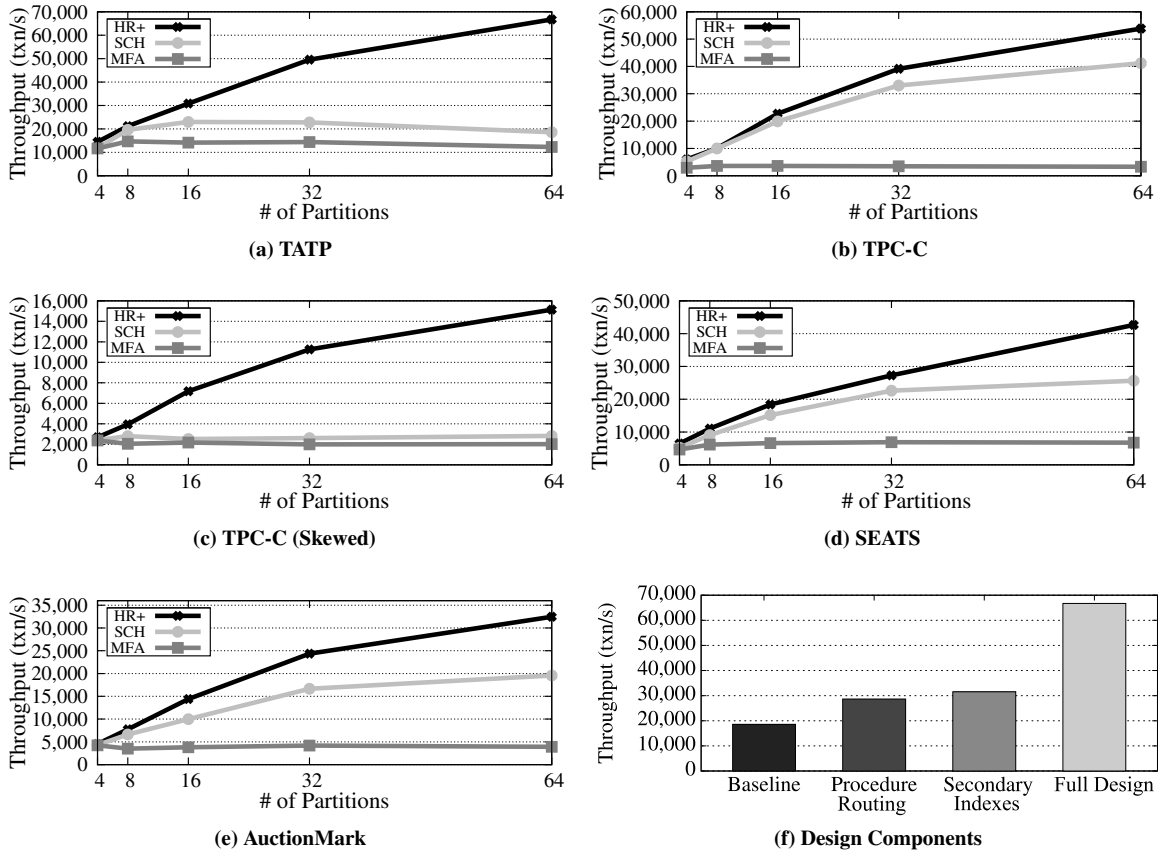 Throughput (txn/s)
70,000
60,000
50,000
40,000
30,000
20,000
10,000
0
HR+
SCH
MFA
4 8 16 32 64
# of Partitions
(a) TATP
Throughput (txn/s)
60,000
50,000
40,000
30,000
20,000
10,000
0
HR+
SCH
MFA
4 8 16 32 64
# of Partitions
(b) TPC-C
Throughput (txn/s)
16,000
14,000
12,000
10,000
8,000
6,000
4,000
2,000
0
HR+
SCH
MFA
4 8 16 32 64
# of Partitions
(c) TPC-C (Skewed)
Throughput (txn/s)
50,000
40,000
30,000
20,000
10,000
0
HR+
SCH
MFA
4 8 16 32 64
# of Partitions
(d) SEATS
Throughput (txn/s)
35,000
30,000
25,000
20,000
15,000
10,000
5,000
0
HR+
SCH
MFA
4 8 16 32 64
# of Partitions
(e) AuctionMark
Throughput (txn/s)
70,000
60,000
50,000
40,000
30,000
20,000
10,000
0
Baseline
Procedure
Routing
Secondary
Indexes
Full Design
(f) Design Components